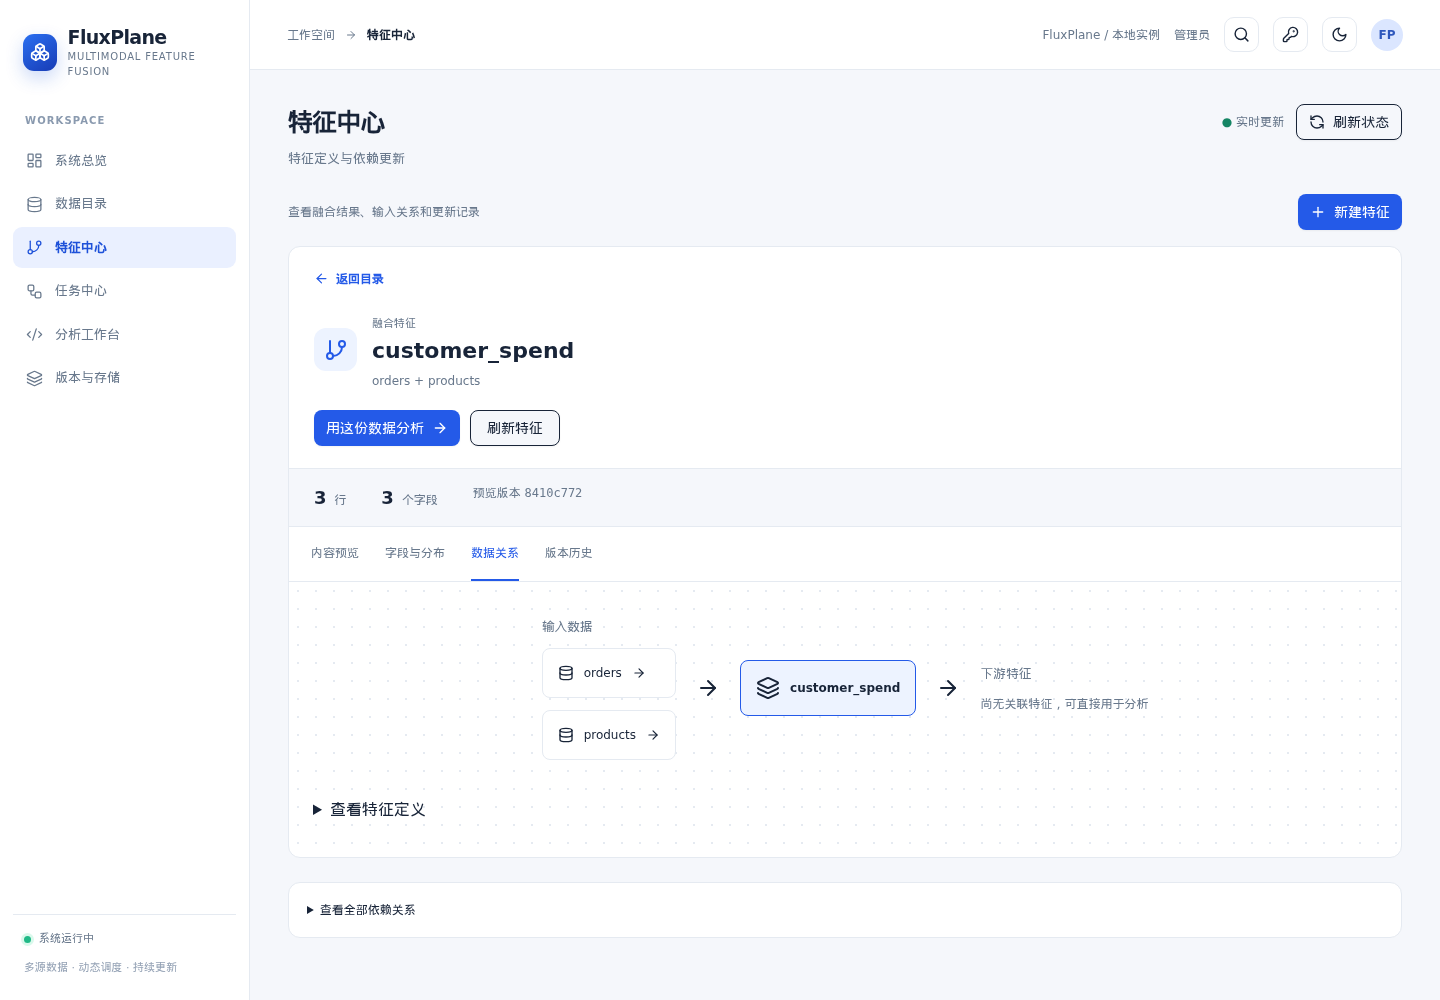 FluxPlane
MULTIMODAL FEATURE
FUSION
WORKSPACE
系统总览
数据目录
特征中心
任务中心
分析工作台
版本与存储
系统运行中
多源数据 · 动态调度 · 持续更新
工作空间 → 特征中心
FluxPlane / 本地实例 管理员 FP
特征中心
特征定义与依赖更新
实时更新 刷新状态
查看融合结果、输入关系和更新记录
+ 新建特征
← 返回目录
融合特征
customer_spend
orders + products
用这份数据分析 →
刷新特征
3 行 3 个字段 预览版本 8410c772
内容预览 字段与分布 数据关系 版本历史
输入数据
orders →
products →
→ customer_spend →
下游特征
尚无关联特征，可直接用于分析
▶ 查看特征定义
▶ 查看全部依赖关系